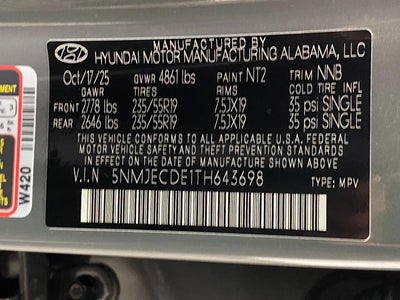 MANUFACTURED BY
HYUNDAI MOTOR MANUFACTURING ALABAMA, LLC
Oct/17/25 GVWR 4861 lbs PAINT NT2 TRIM NNB
GAWR TIRES RIMS COLD TIRE INFL
FRONT 2778 lbs 235/55R19 7.5JX19 35 psi SINGLE
REAR 2646 lbs 235/55R19 7.5JX19 35 psi SINGLE
THIS VEHICLE CONFORMS TO ALL APPLICABLE U.S.A. FEDERAL
MOTOR VEHICLE SAFETY AND THEFT PREVENTION STANDARDS
IN EFFECT ON THE DATE OF MANUFACTURE SHOWN ABOVE.
V.I.N 5NMJECDE1TH643698
TYPE: MPV
W420